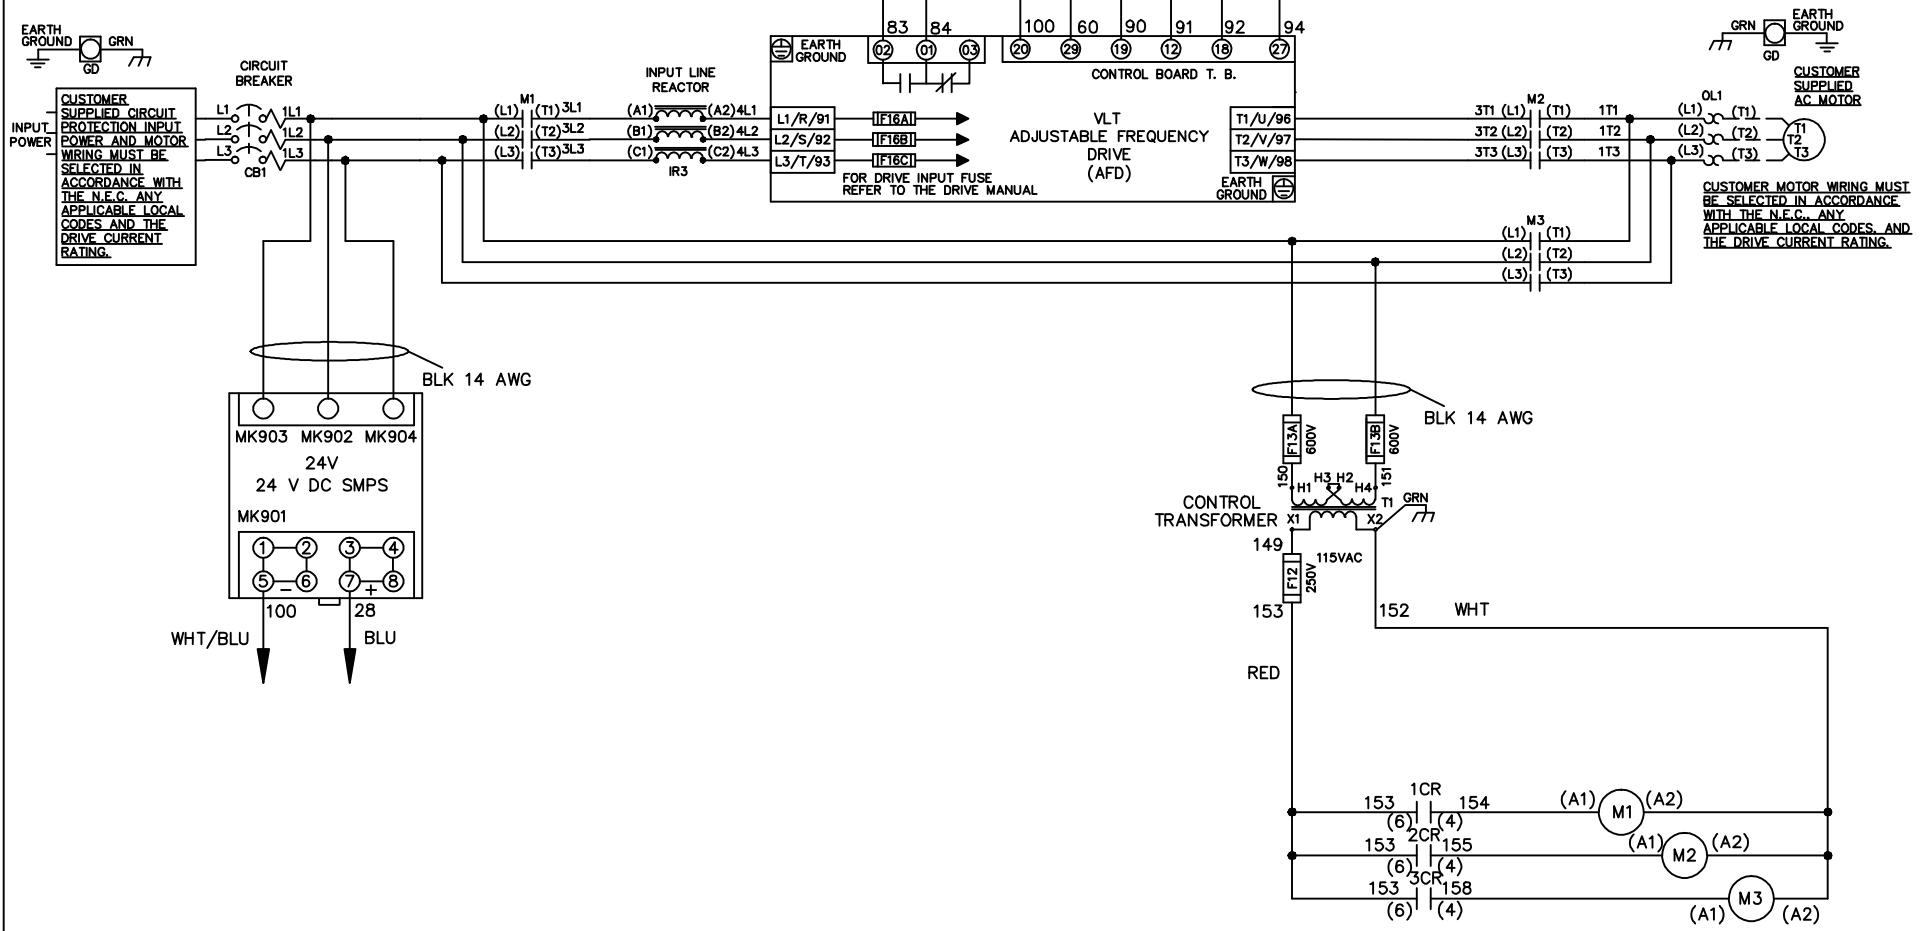 EARTH
GROUND
GRN
GD
83
84
100
60
90
91
92
94
EARTH
GROUND
02
01
03
20
29
19
12
18
27
CONTROL BOARD T. B.
GRN
EARTH
GROUND
GD
CUSTOMER
SUPPLIED
AC MOTOR
CIRCUIT
BREAKER
INPUT LINE
REACTOR
INPUT
POWER
CUSTOMER
SUPPLIED CIRCUIT
PROTECTION INPUT
POWER AND MOTOR
WIRING MUST BE
SELECTED IN
ACCORDANCE WITH
THE N.E.C. ANY
APPLICABLE LOCAL
CODES AND THE
DRIVE CURRENT
RATING.
L1
1L1
L2
1L2
L3
1L3
CB1
M1
(L1) (T1) 3L1
(L2) (T2) 3L2
(L3) (T3) 3L3
(A1) (A2) 4L1
(B1) (B2) 4L2
(C1) (C2) 4L3
IR3
L1/R/91
L2/S/92
L3/T/93
F16A
F16B
F16C
FOR DRIVE INPUT FUSE
REFER TO THE DRIVE MANUAL
VLT
ADJUSTABLE FREQUENCY
DRIVE
(AFD)
T1/U/96
T2/V/97
T3/W/98
EARTH
GROUND
M2
3T1 (L1) (T1) 1T1
3T2 (L2) (T2) 1T2
3T3 (L3) (T3) 1T3
OL1
(L1) (T1)
(L2) (T2)
(L3) (T3)
T1
T2
T3
CUSTOMER MOTOR WIRING MUST
BE SELECTED IN ACCORDANCE
WITH THE N.E.C., ANY
APPLICABLE LOCAL CODES, AND
THE DRIVE CURRENT RATING.
M3
(L1) (T1)
(L2) (T2)
(L3) (T3)
BLK 14 AWG
MK903 MK902 MK904
24V
24 V DC SMPS
MK901
1 2 3 4
5 − 6 7 + 8
100
28
WHT/BLU
BLU
BLK 14 AWG
F13A
600V
F13B
600V
150
151
H1
H3 H2
H4
GRN
CONTROL
TRANSFORMER
T1
X1
X2
149
115VAC
F12
250V
153
152
WHT
RED
1CR
153 154
(6) (4)
(A1) M1 (A2)
2CR
153 155
(6) (4)
(A1) M2 (A2)
3CR
153 158
(6) (4)
(A1) M3 (A2)